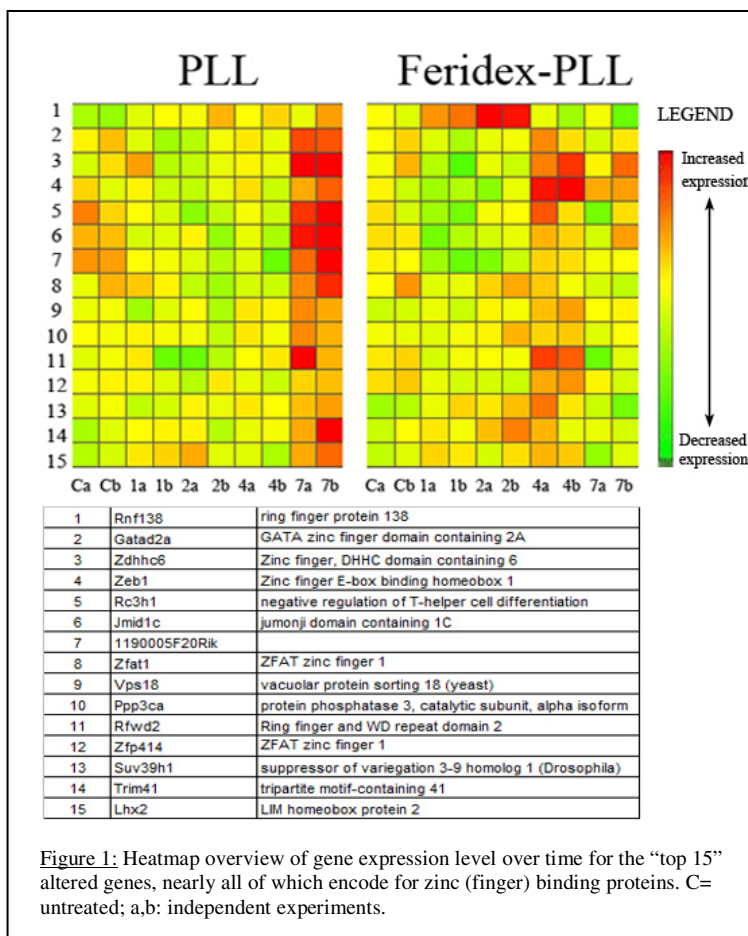 PLL Feridex-PLL
LEGEND
Increased
expression
Decreased
expression
1
2
3
4
5
6
7
8
9
10
11
12
13
14
15
Ca Cb 1a 1b 2a 2b 4a 4b 7a 7b Ca Cb 1a 1b 2a 2b 4a 4b 7a 7b
1 Rnf138 ring finger protein 138
2 Gatad2a GATA zinc finger domain containing 2A
3 Zdhhc6 Zinc finger, DHHC domain containing 6
4 Zeb1 Zinc finger E-box binding homeobox 1
5 Rc3h1 negative regulation of T-helper cell differentiation
6 Jmid1c jumonji domain containing 1C
7 1190005F20Rik
8 Zfat1 ZFAT zinc finger 1
9 Vps18 vacuolar protein sorting 18 (yeast)
10 Ppp3ca protein phosphatase 3, catalytic subunit, alpha isoform
11 Rfwd2 Ring finger and WD repeat domain 2
12 Zfp414 ZFAT zinc finger 1
13 Suv39h1 suppressor of variegation 3-9 homolog 1 (Drosophila)
14 Trim41 tripartite motif-containing 41
15 Lhx2 LIM homeobox protein 2
Figure 1: Heatmap overview of gene expression level over time for the “top 15”
altered genes, nearly all of which encode for zinc (finger) binding proteins. C=
untreated; a,b: independent experiments.